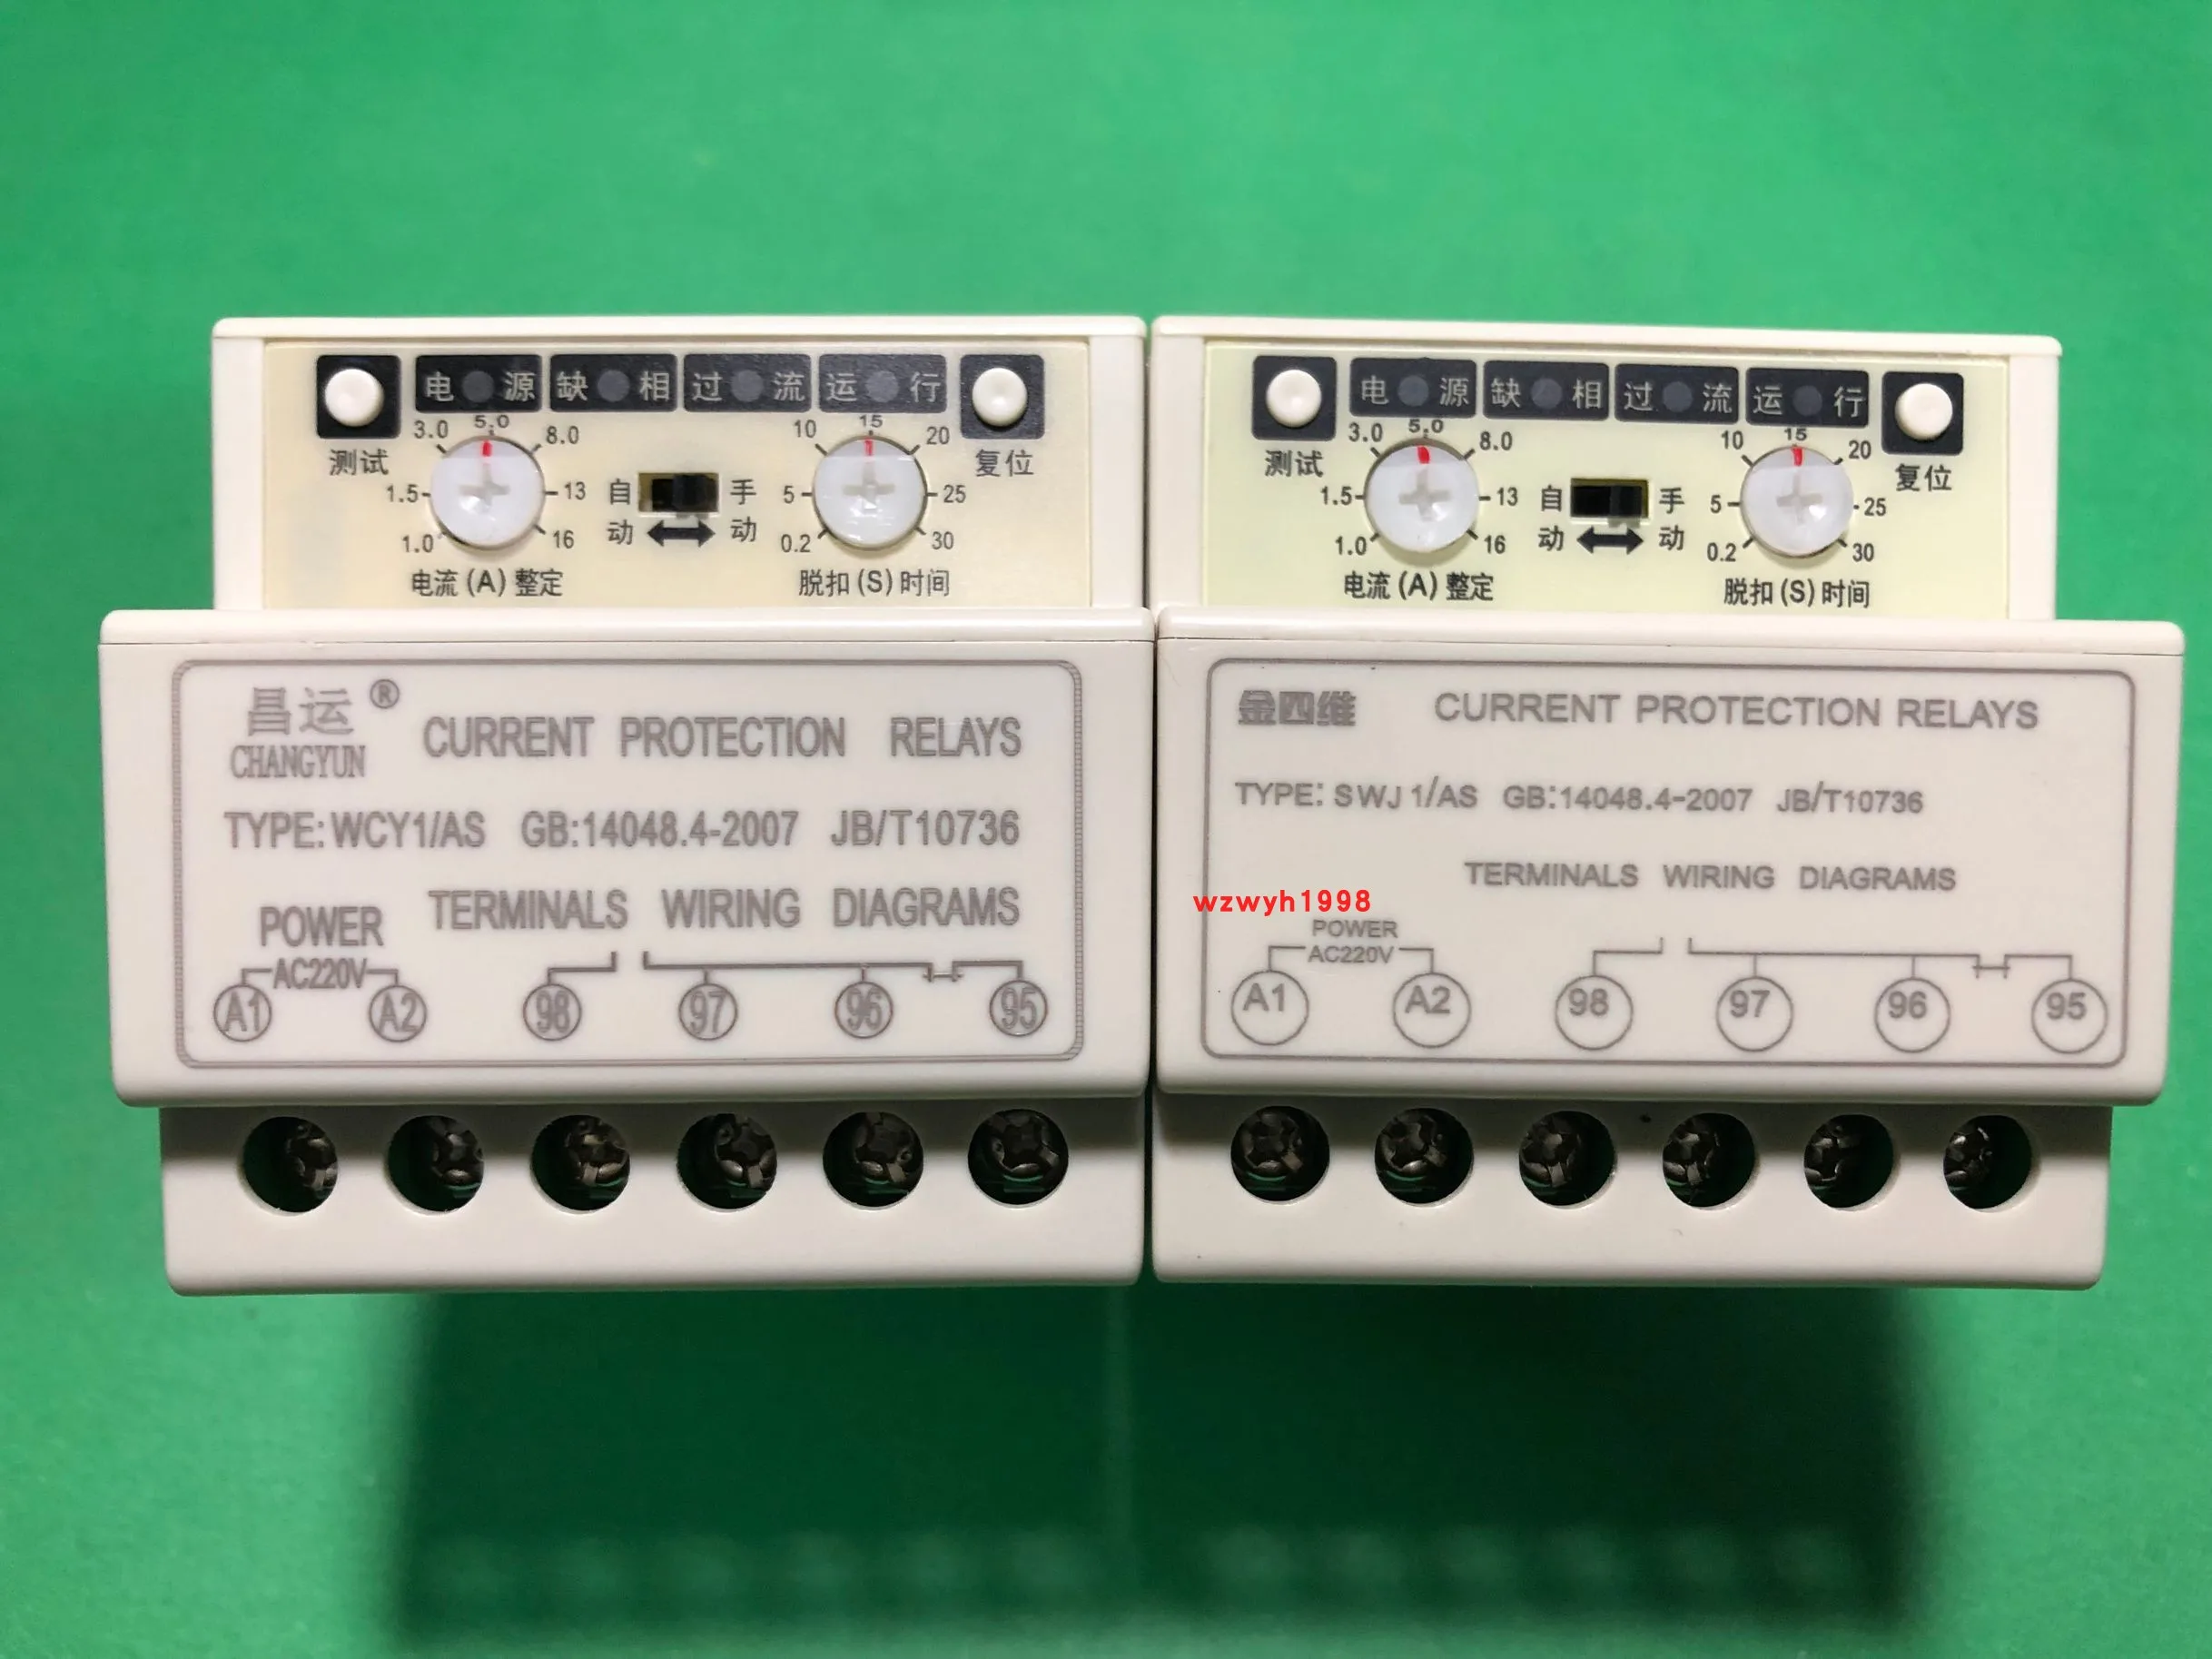 电源 缺相 过流 运行
测试
3.0 5.0 8.0
1.5 13
1.0 16
电流(A)整定
自动 手动
10 15 20
5 25
0.2 30
脱扣(S)时间
复位
昌运®
CHANGYUN
CURRENT PROTECTION RELAYS
TYPE:WCY1/AS GB:14048.4-2007 JB/T10736
TERMINALS WIRING DIAGRAMS
POWER
AC220V
A1 A2 98 97 96 95
电源 缺相 过流 运行
测试
3.0 5.0 8.0
1.5 13
1.0 16
电流(A)整定
自动 手动
10 15 20
5 25
0.2 30
脱扣(S)时间
复位
金四维
CURRENT PROTECTION RELAYS
TYPE: SWJ 1/AS GB:14048.4-2007 JB/T10736
TERMINALS WIRING DIAGRAMS
wzwyh1998
POWER
AC220V
A1 A2 98 97 96 95